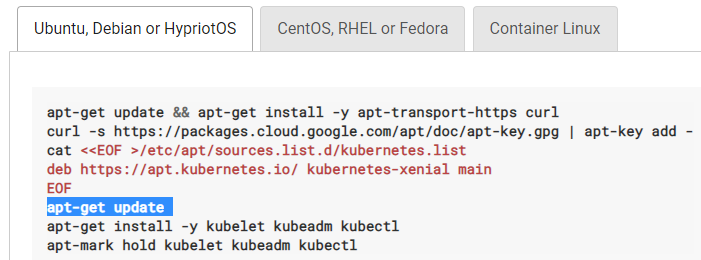 Ubuntu, Debian or HypriotOS
CentOS, RHEL or Fedora
Container Linux
apt-get update && apt-get install -y apt-transport-https curl
curl -s https://packages.cloud.google.com/apt/doc/apt-key.gpg | apt-key add -
cat <<EOF >/etc/apt/sources.list.d/kubernetes.list
deb https://apt.kubernetes.io/ kubernetes-xenial main
EOF
apt-get update
apt-get install -y kubelet kubeadm kubectl
apt-mark hold kubelet kubeadm kubectl